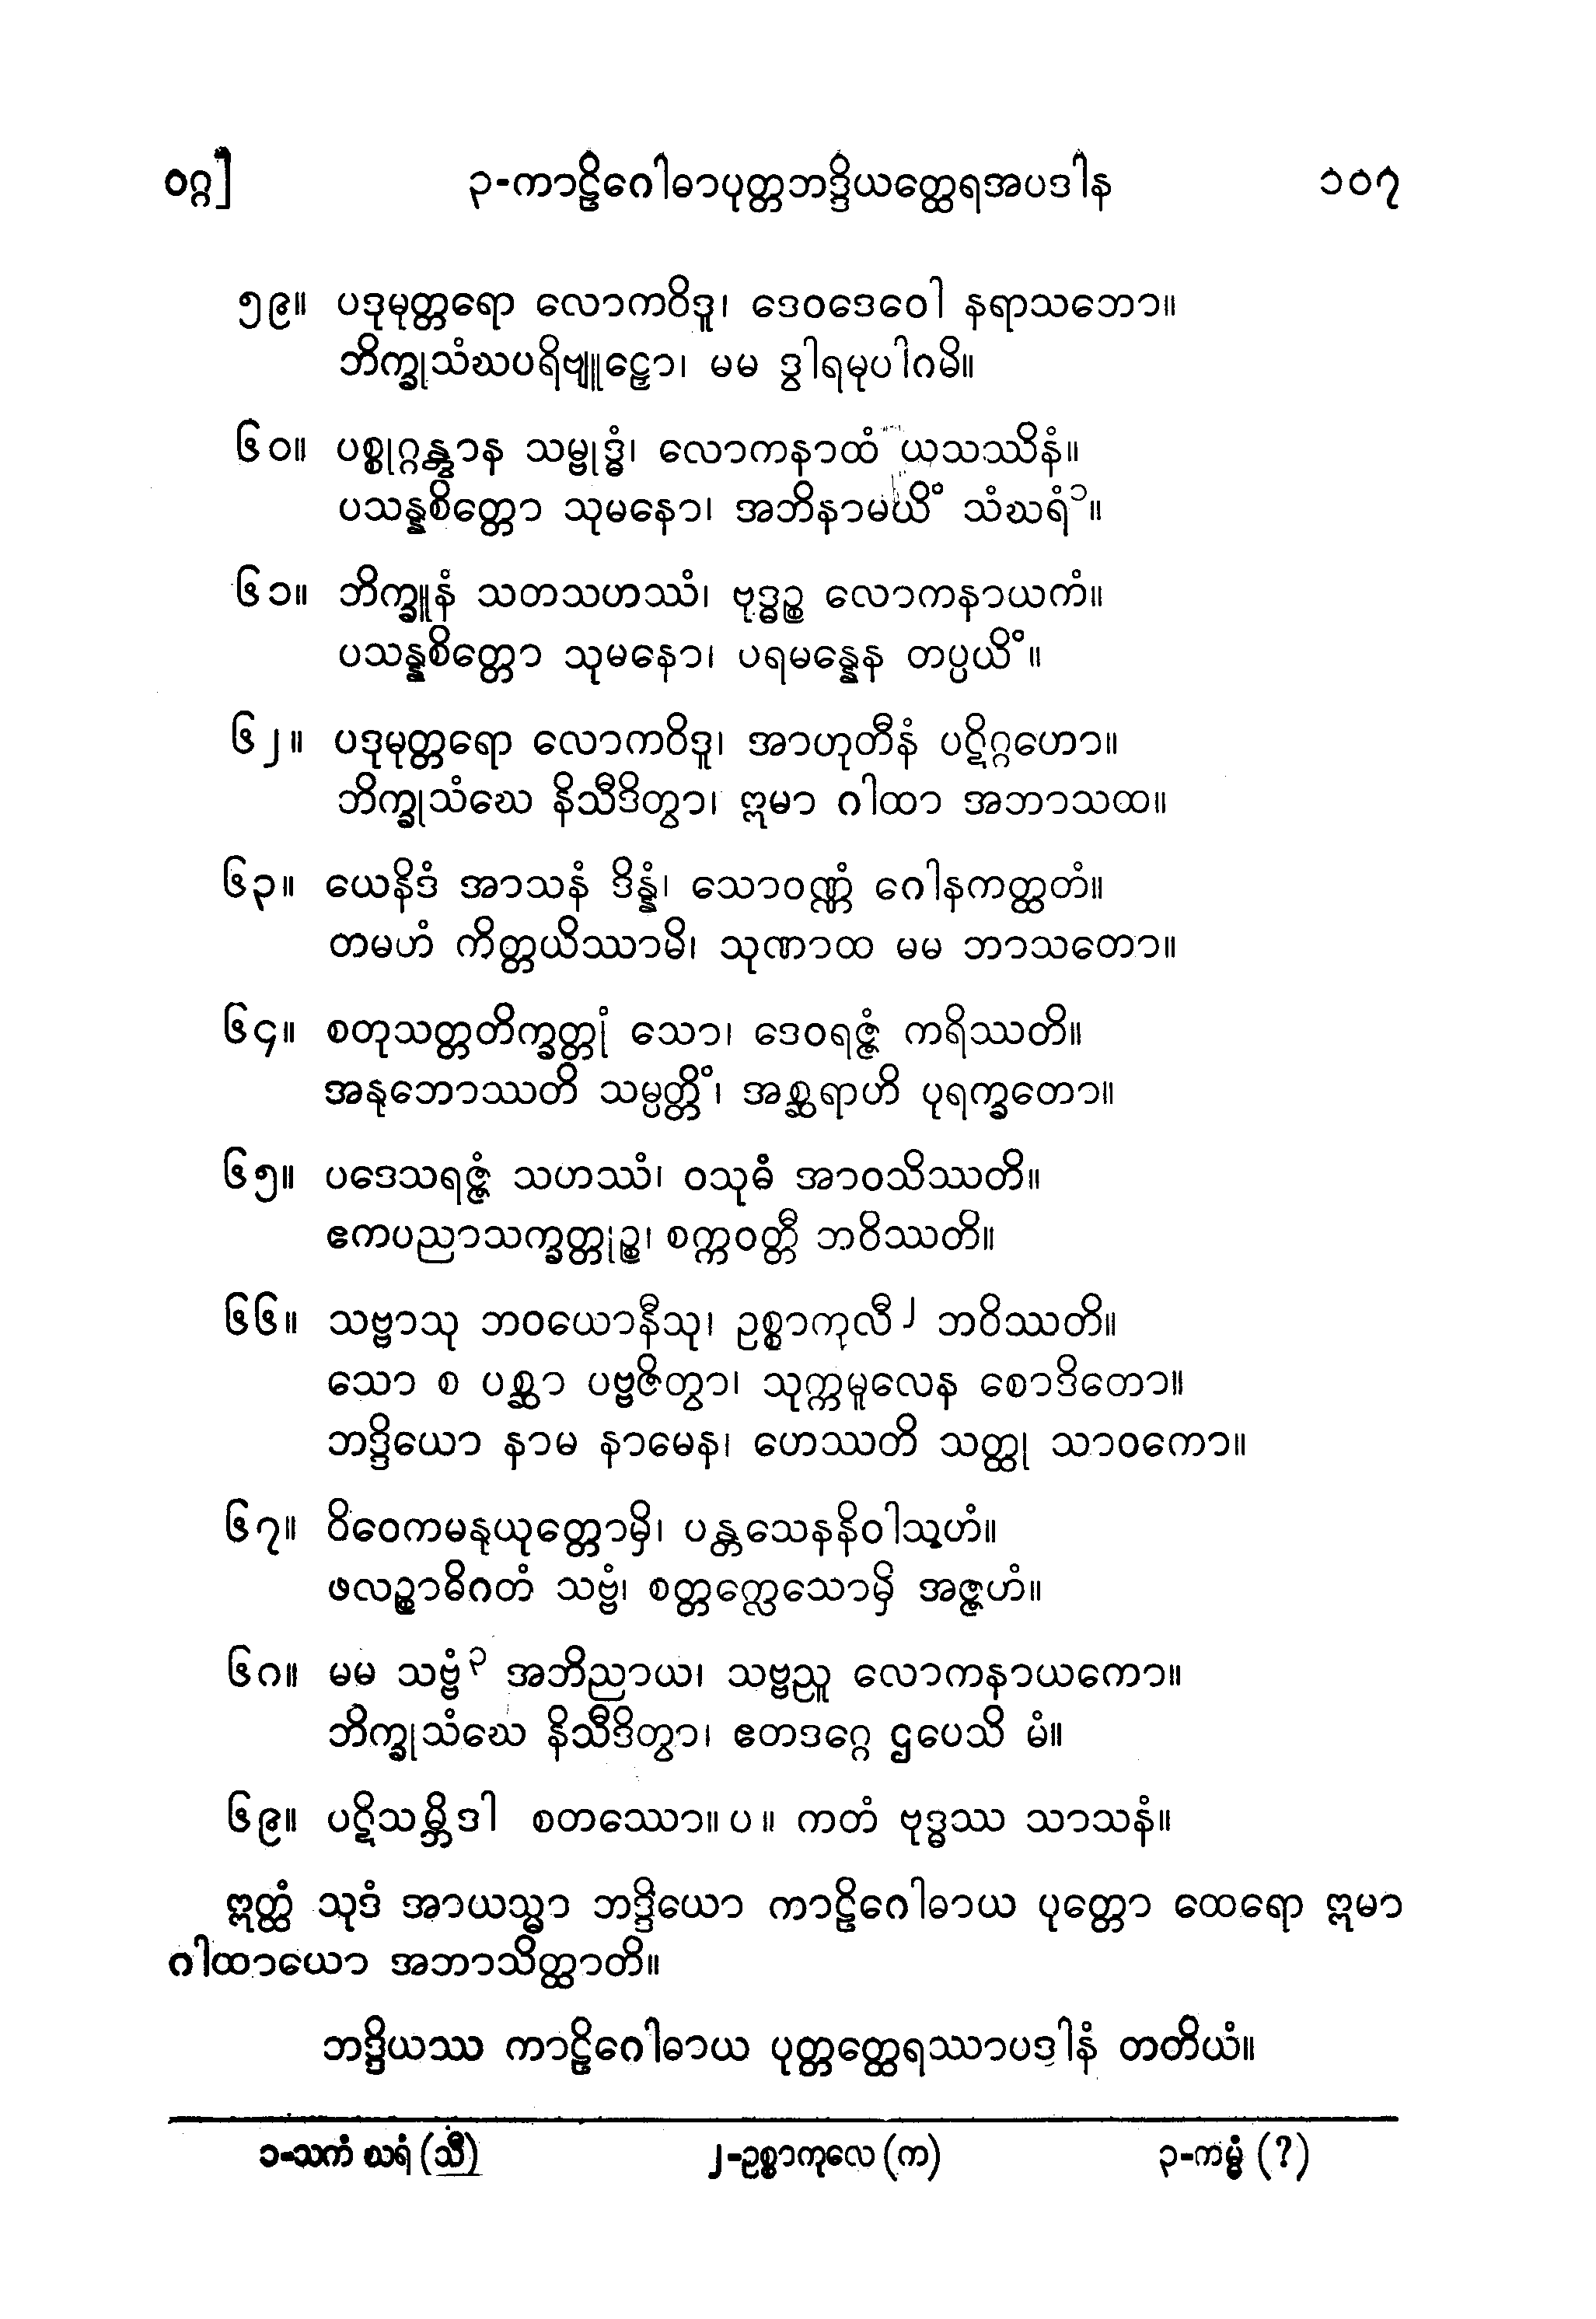 ဝဂ္ဂ]
၃-ကာဠိဂေါဓာပုတ္တဘဒ္ဒိယတ္ထေရအပဒါန
၁၀၇
၅၉။ ပဒုမုတ္တရော လောကဝိဒူ၊ ဒေဝဒေဝေါ နရာသဘော။
ဘိက္ခုသံဃပရိဗျူဠှော၊ မမ ဒွါရမုပါဂမိ။
၆၀။ ပစ္စုဂ္ဂန္တွာန သမ္ဗုဒ္ဓံ၊ လောကနာထံ ယသဿိနံ။
ပသန္နစိတ္တော သုမနော၊ အဘိနာမယိံ သံဃရံ၁။
၆၁။ ဘိက္ခူနံ သတသဟဿံ၊ ဗုဒ္ဓဉ္စ လောကနာယကံ။
ပသန္နစိတ္တော သုမနော၊ ပရမန္နေန တပ္ပယိံ။
၆၂။ ပဒုမုတ္တရော လောကဝိဒူ၊ အာဟုတီနံ ပဋိဂ္ဂဟော။
ဘိက္ခုသံဃေ နိသီဒိတွာ၊ ဣမာ ဂါထာ အဘာသထ။
၆၃။ ယေနိဒံ အာသနံ ဒိန္နံ၊ သောဝဏ္ဏံ ဂေါနကတ္ထတံ။
တမဟံ ကိတ္တယိဿာမိ၊ သုဏာထ မမ ဘာသတော။
၆၄။ စတုသတ္တတိက္ခတ္တုံ သော၊ ဒေဝရဇ္ဇံ ကရိဿတိ။
အနုဘောဿတိ သမ္ပတ္တိံ၊ အစ္ဆရာဟိ ပုရက္ခတော။
၆၅။ ပဒေသရဇ္ဇံ သဟဿံ၊ ဝသုဓံ အာဝသိဿတိ။
ဧကပညာသက္ခတ္တုဉ္စ၊ စက္ကဝတ္တီ ဘဝိဿတိ။
၆၆။ သဗ္ဗာသု ဘဝယောနီသု၊ ဥစ္စာကုလီ၂ ဘဝိဿတိ။
သော စ ပစ္ဆာ ပဗ္ဗဇိတွာ၊ သုက္ကမူလေန စောဒိတော။
ဘဒ္ဒိယော နာမ နာမေန၊ ဟေဿတိ သတ္ထု သာဝကော။
၆၇။ ဝိဝေကမနုယုတ္တောမှိ၊ ပန္တသေနနိဝါသျဟံ။
ဖလဉ္စာဓိဂတံ သဗ္ဗံ၊ စတ္တက္လေသောမှိ အဇ္ဇဟံ။
၆၈။ မမ သဗ္ဗံ၃ အဘိညာယ၊ သဗ္ဗညူ လောကနာယကော။
ဘိက္ခုသံဃေ နိသီဒိတွာ၊ ဧတဒဂ္ဂေ ဌပေသိ မံ။
၆၉။ ပဋိသမ္ဘိဒါ စတဿော။ ပ ။ ကတံ ဗုဒ္ဓဿ သာသနံ။
ဣတ္ထံ သုဒံ အာယသ္မာ ဘဒ္ဒိယော ကာဠိဂေါဓာယ ပုတ္တော ထေရော ဣမာ
ဂါထာယော အဘာသိတ္ထာတိ။
ဘဒ္ဒိယဿ ကာဠိဂေါဓာယ ပုတ္တတ္ထေရဿာပဒါနံ တတိယံ။
၁-သကံ ဃရံ (သီ)
၂-ဥစ္စာကုလေ (က)
၃-ကမ္မံ (?)